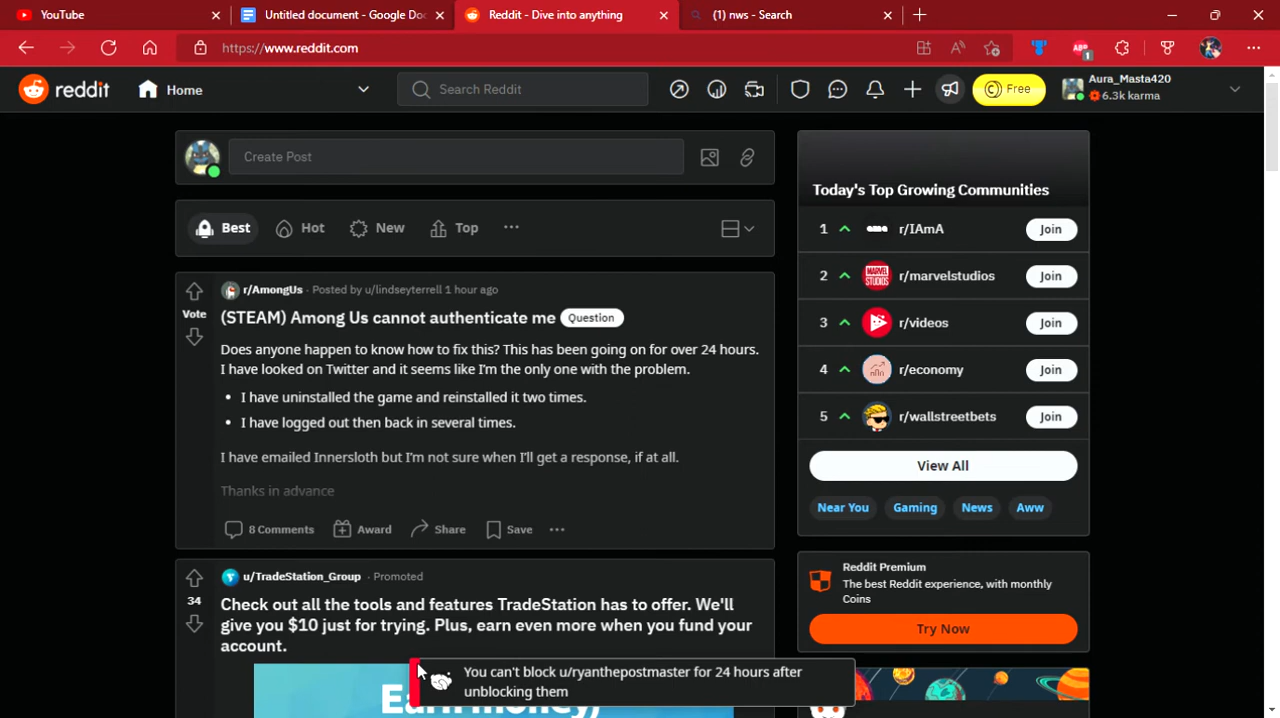 YouTube
Untitled document - Google Doc
Reddit - Dive into anything
(1) nws - Search
https://www.reddit.com
ABP
1
reddit
Home
Search Reddit
Free
Aura_Masta420
6.3k karma
Create Post
Best
Hot
New
Top
Today's Top Growing Communities
1 r/IAmA Join
2 MARVEL STUDIOS r/marvelstudios Join
3 r/videos Join
4 r/economy Join
5 r/wallstreetbets Join
View All
Near You
Gaming
News
Aww
r/AmongUs · Posted by u/lindseyterrell 1 hour ago
Vote
(STEAM) Among Us cannot authenticate me Question
Does anyone happen to know how to fix this? This has been going on for over 24 hours.
I have looked on Twitter and it seems like I'm the only one with the problem.
• I have uninstalled the game and reinstalled it two times.
• I have logged out then back in several times.
I have emailed Innersloth but I'm not sure when I'll get a response, if at all.
Thanks in advance
8 Comments
Award
Share
Save
u/TradeStation_Group · Promoted
34
Check out all the tools and features TradeStation has to offer. We'll
give you $10 just for trying. Plus, earn even more when you fund your
account.
Reddit Premium
The best Reddit experience, with monthly
Coins
Try Now
You can't block u/ryanthepostmaster for 24 hours after
unblocking them